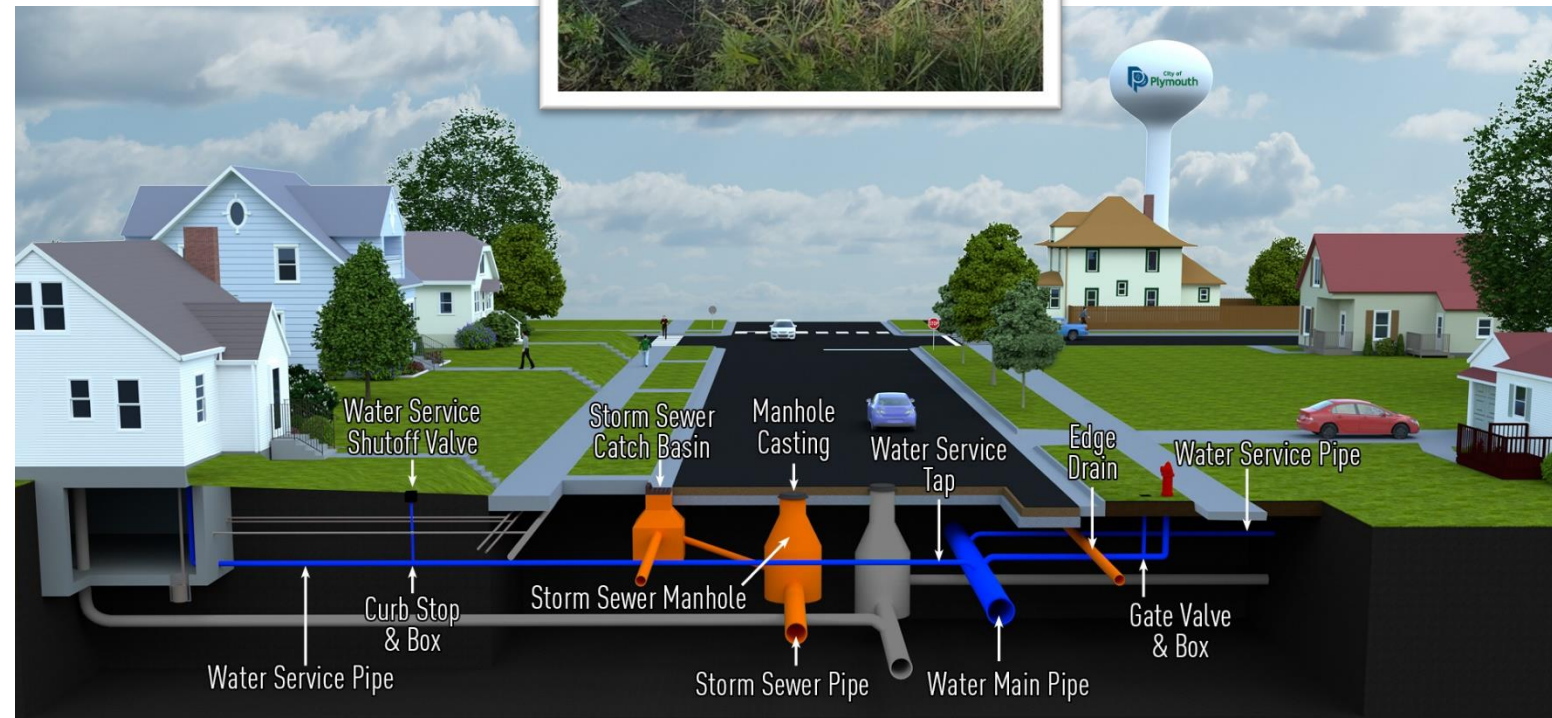 City of
Plymouth
STOP
Water Service
Shutoff Valve
Storm Sewer
Catch Basin
Manhole
Casting
Water Service
Tap
Edge
Drain
Water Service Pipe
Storm Sewer Manhole
Curb Stop
& Box
Gate Valve
& Box
Water Service Pipe
Storm Sewer Pipe
Water Main Pipe